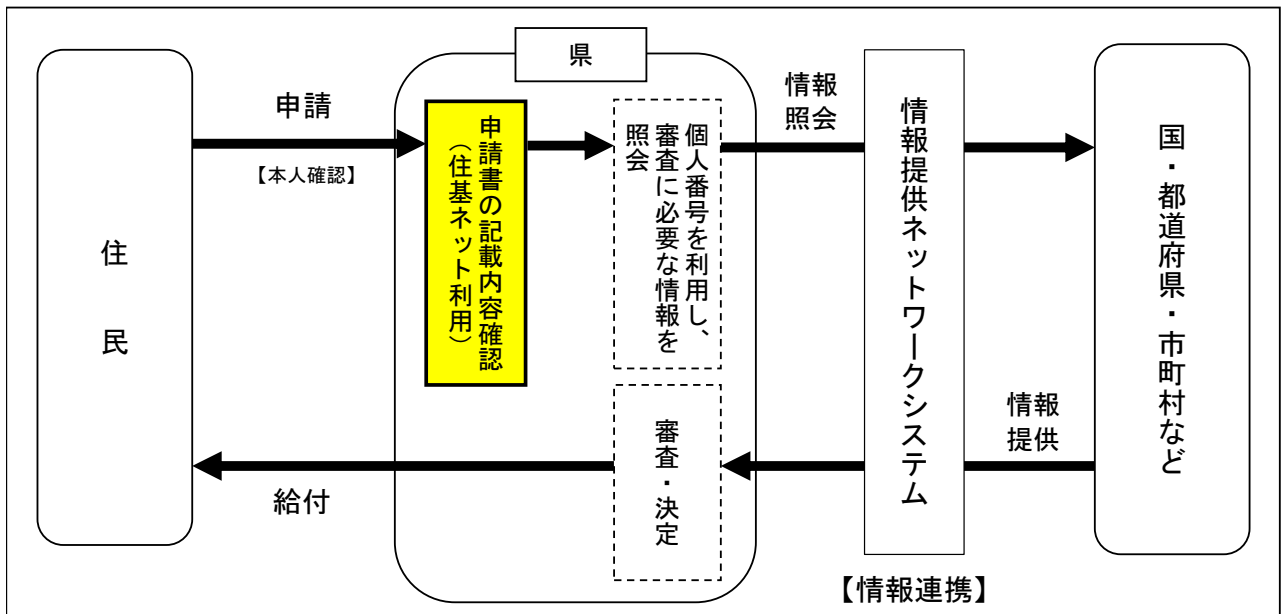 県
住
民
申請
【本人確認】
申請書の記載内容確認
（住基ネット利用）
個人番号を利用し、
審査に必要な情報を
照会
情報
照会
情報提供ネットワークシステム
国・都道府県・市町村など
情報
提供
審査・決定
給付
【情報連携】